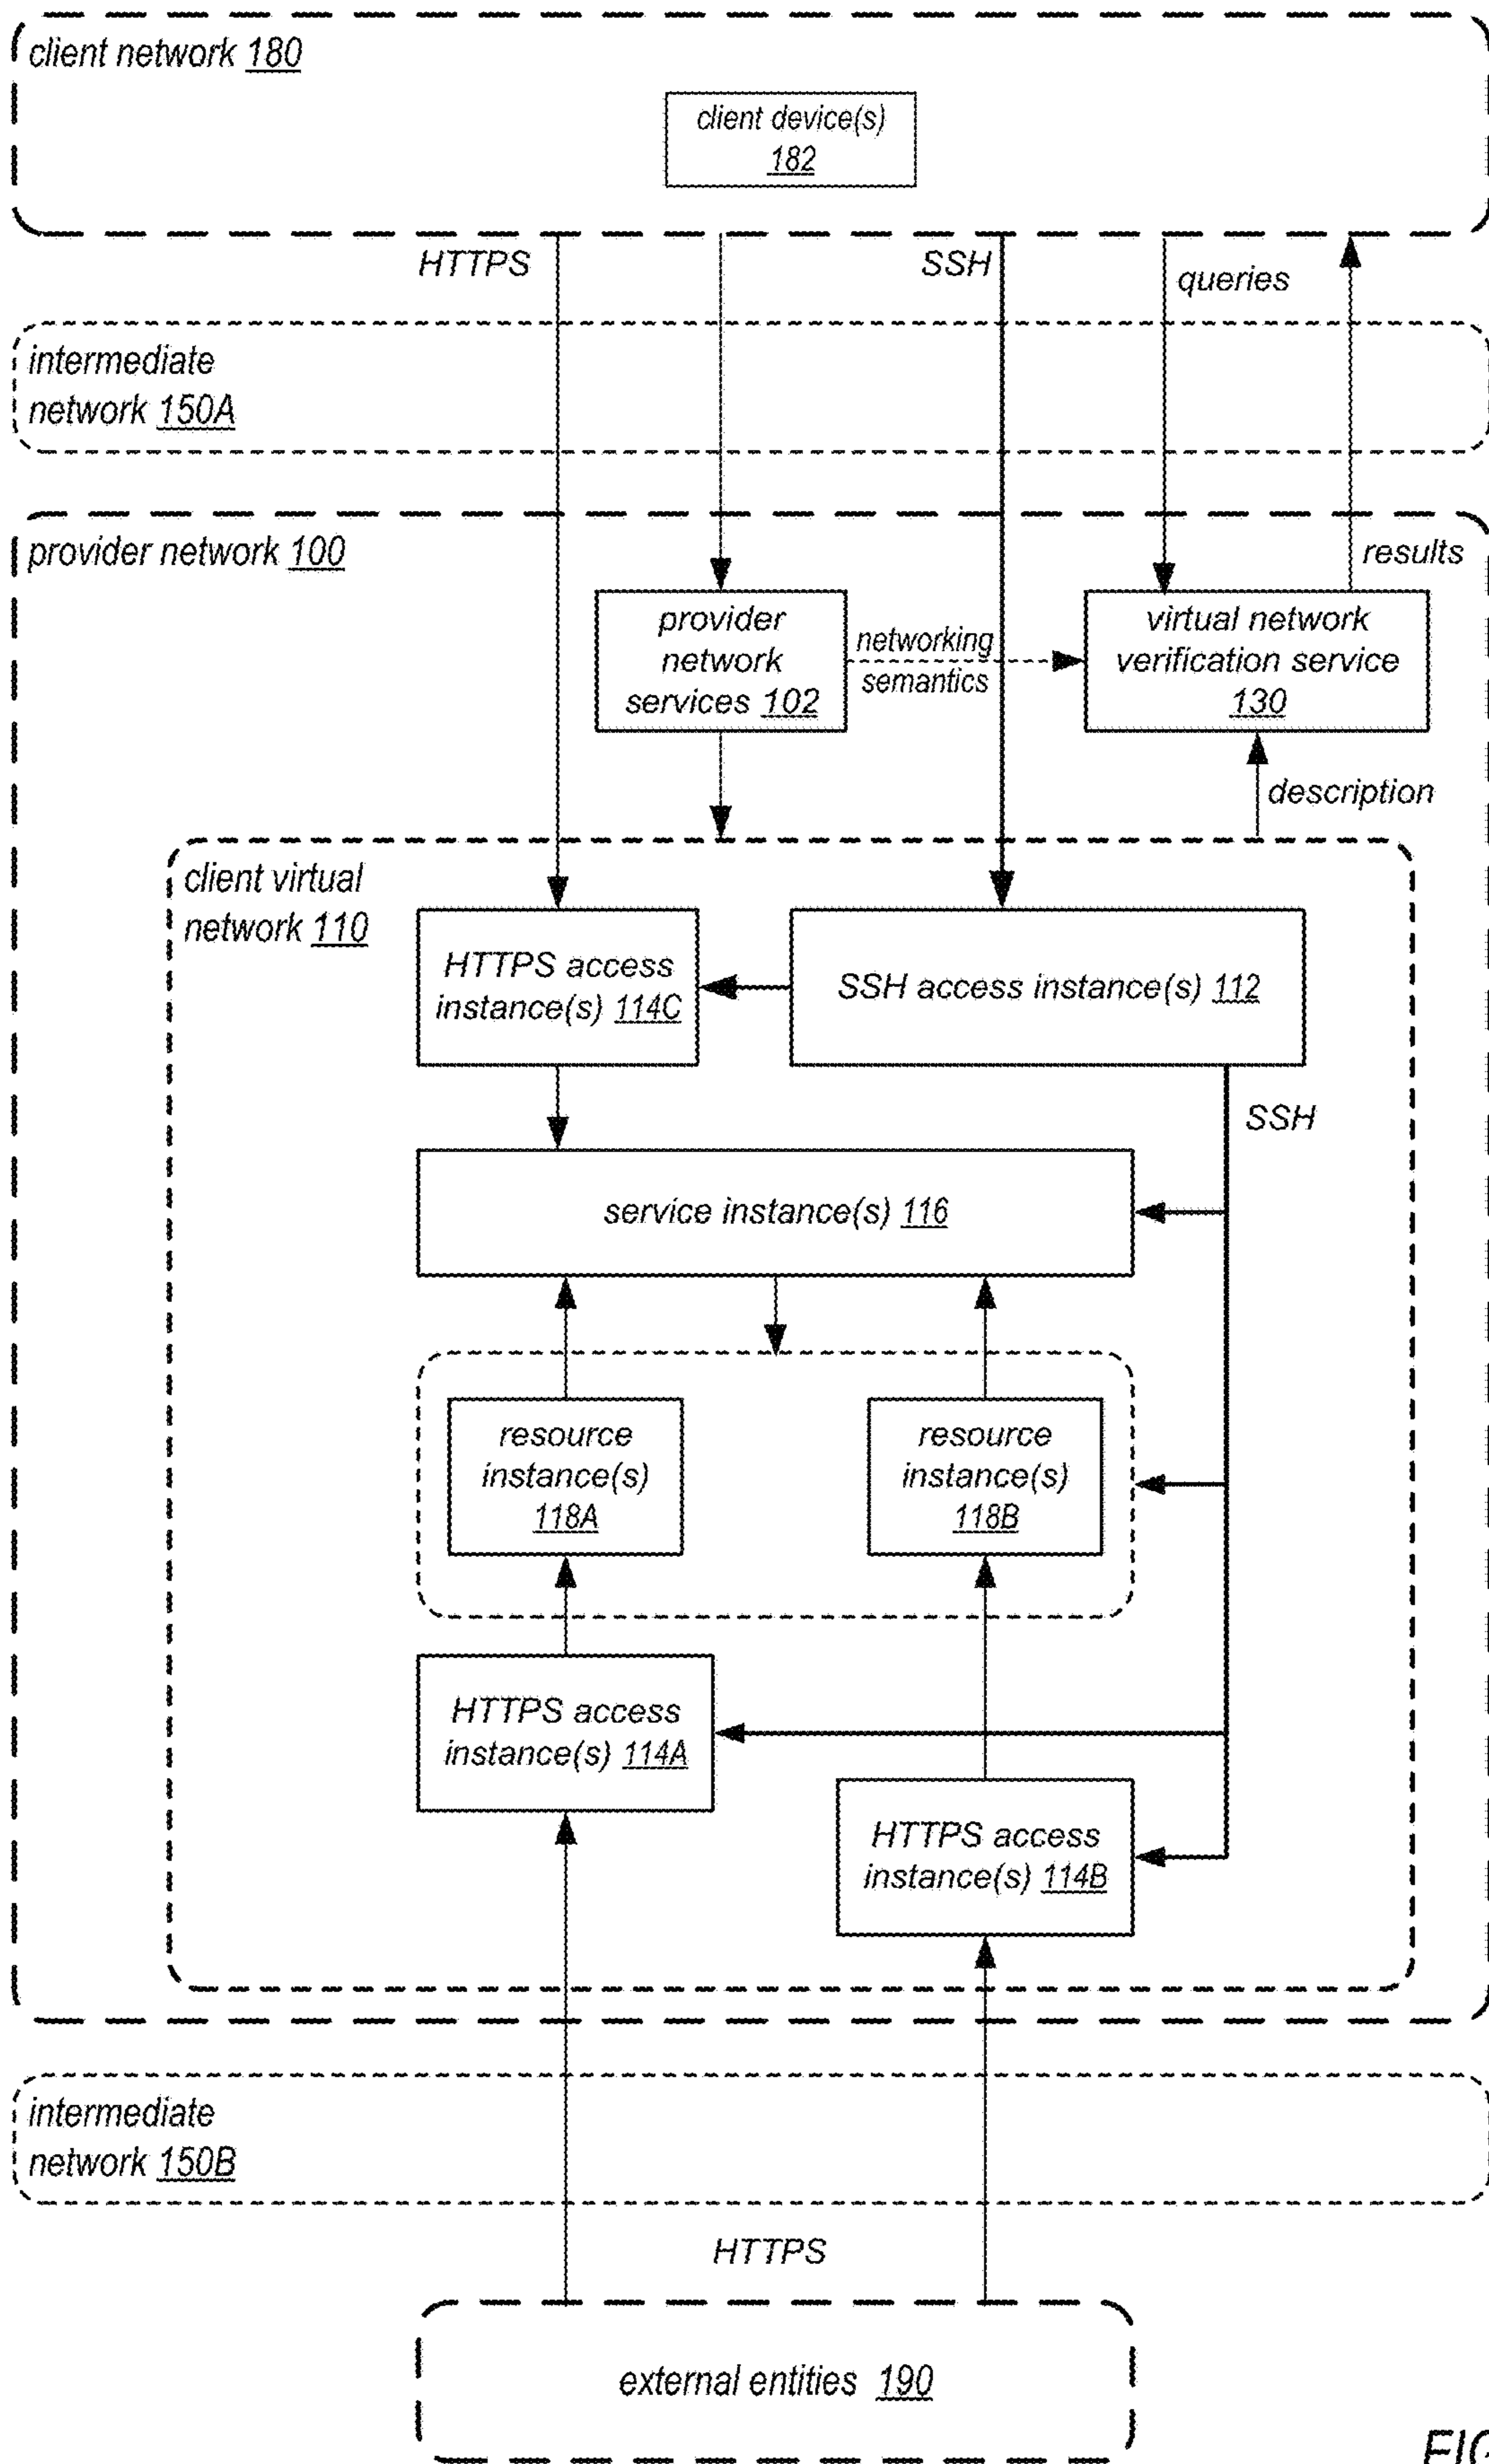 client network 180
client device(s)
182
HTTPS
SSH
queries
intermediate
network 150A
provider network 100
results
provider
network
services 102
networking
semantics
virtual network
verification service
130
description
client virtual
network 110
HTTPS access
instance(s) 114C
SSH access instance(s) 112
SSH
service instance(s) 116
resource
instance(s)
118A
resource
instance(s)
118B
HTTPS access
instance(s) 114A
HTTPS access
instance(s) 114B
intermediate
network 150B
HTTPS
external entities 190
FIG